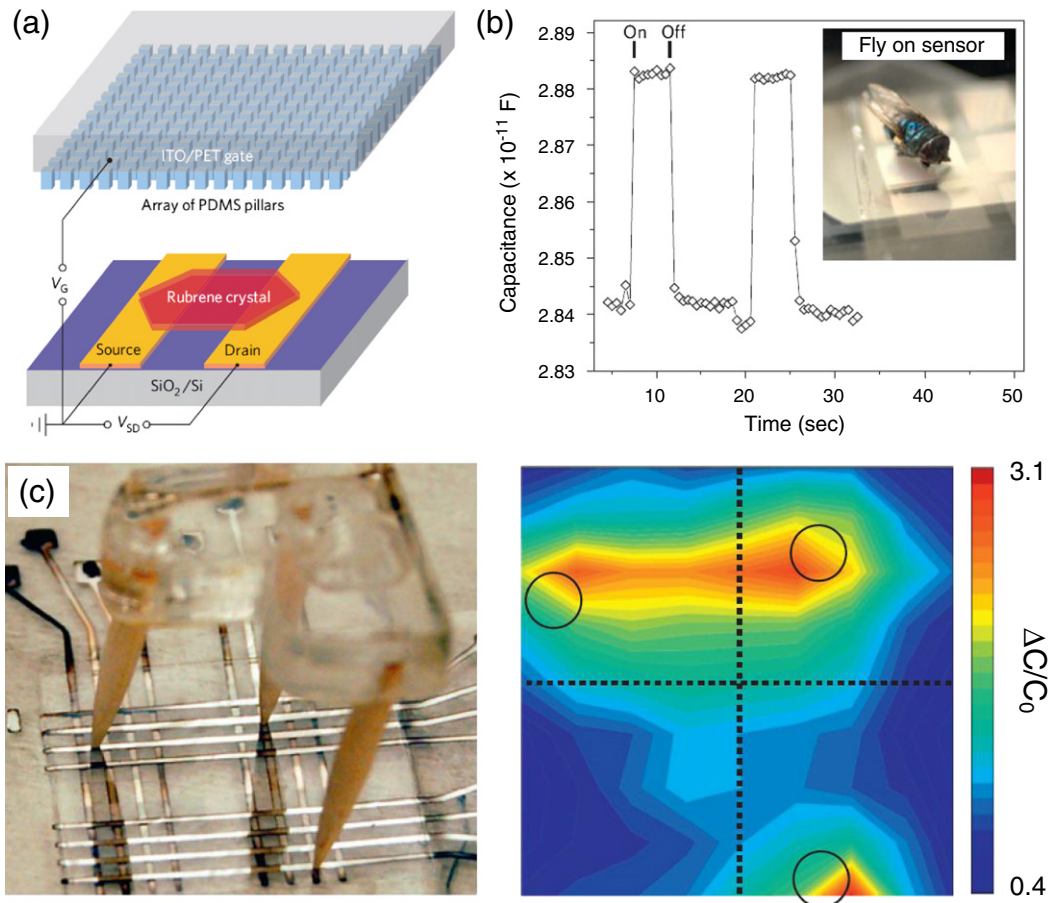 (a)
ITO/PET gate
Array of PDMS pillars
V_G
Rubrene crystal
Source
Drain
SiO₂/Si
V_SD
(b)
On Off
Fly on sensor
2.89
2.88
2.87
2.86
2.85
2.84
2.83
Capacitance (x 10⁻¹¹ F)
10 20 30 40 50
Time (sec)
(c)
3.1
ΔC/C₀
0.4